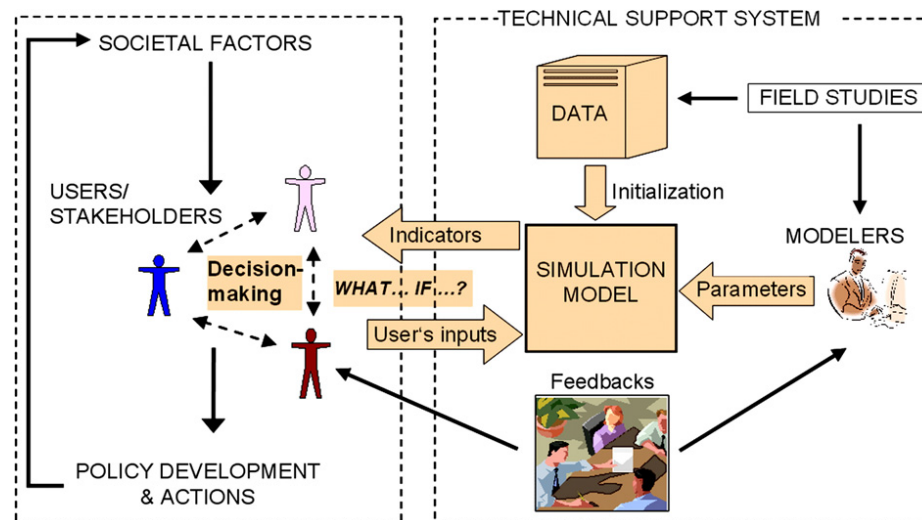 TECHNICAL SUPPORT SYSTEM
SOCIETAL FACTORS
DATA
FIELD STUDIES
Initialization
USERS/
STAKEHOLDERS
Indicators
MODELERS
Decision-
making
WHAT... IF ...?
SIMULATION
MODEL
Parameters
User's inputs
Feedbacks
POLICY DEVELOPMENT
& ACTIONS